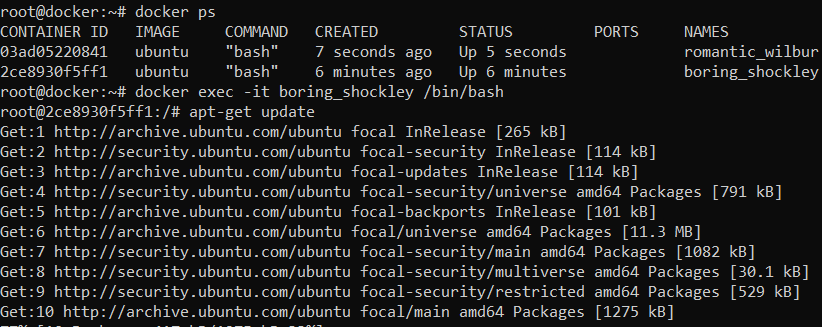 root@docker:~# docker ps
CONTAINER ID   IMAGE     COMMAND   CREATED         STATUS         PORTS     NAMES
03ad05220841   ubuntu    "bash"    7 seconds ago   Up 5 seconds             romantic_wilbur
2ce8930f5ff1   ubuntu    "bash"    6 minutes ago   Up 6 minutes             boring_shockley
root@docker:~# docker exec -it boring_shockley /bin/bash
root@2ce8930f5ff1:/# apt-get update
Get:1 http://archive.ubuntu.com/ubuntu focal InRelease [265 kB]
Get:2 http://security.ubuntu.com/ubuntu focal-security InRelease [114 kB]
Get:3 http://archive.ubuntu.com/ubuntu focal-updates InRelease [114 kB]
Get:4 http://security.ubuntu.com/ubuntu focal-security/universe amd64 Packages [791 kB]
Get:5 http://archive.ubuntu.com/ubuntu focal-backports InRelease [101 kB]
Get:6 http://archive.ubuntu.com/ubuntu focal/universe amd64 Packages [11.3 MB]
Get:7 http://security.ubuntu.com/ubuntu focal-security/main amd64 Packages [1082 kB]
Get:8 http://security.ubuntu.com/ubuntu focal-security/multiverse amd64 Packages [30.1 kB]
Get:9 http://security.ubuntu.com/ubuntu focal-security/restricted amd64 Packages [529 kB]
Get:10 http://archive.ubuntu.com/ubuntu focal/main amd64 Packages [1275 kB]